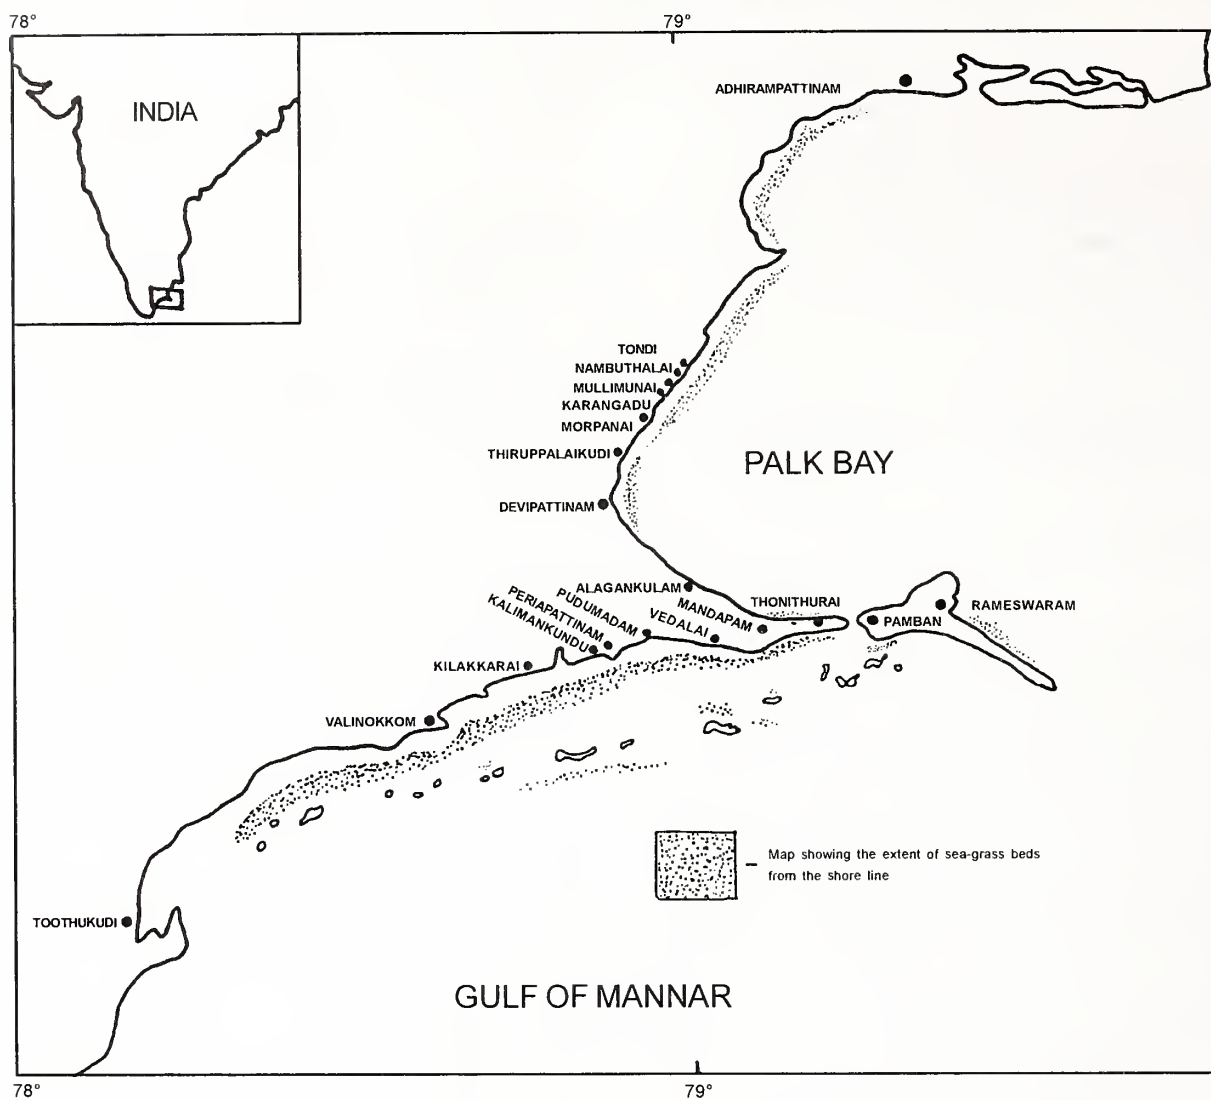 78°
79°
INDIA
ADHIRAMPATTINAM
TONDI
NAMBUTHALAI
MULLIMUNAI
KARANGADU
MORPANAI
THIRUPPALAIKUDI
PALK BAY
DEVIPATTINAM
ALAGANKULAM
PUDUMADAM
PERIAPATTINAM
KALIMANKUNDU
MANDAPAM
THONITHURAI
VEDALAI
RAMESWARAM
PAMBAN
KILAKKARAI
VALINOKKOM
– Map showing the extent of sea-grass beds
from the shore line
TOOTHUKUDI
GULF OF MANNAR
78°
79°